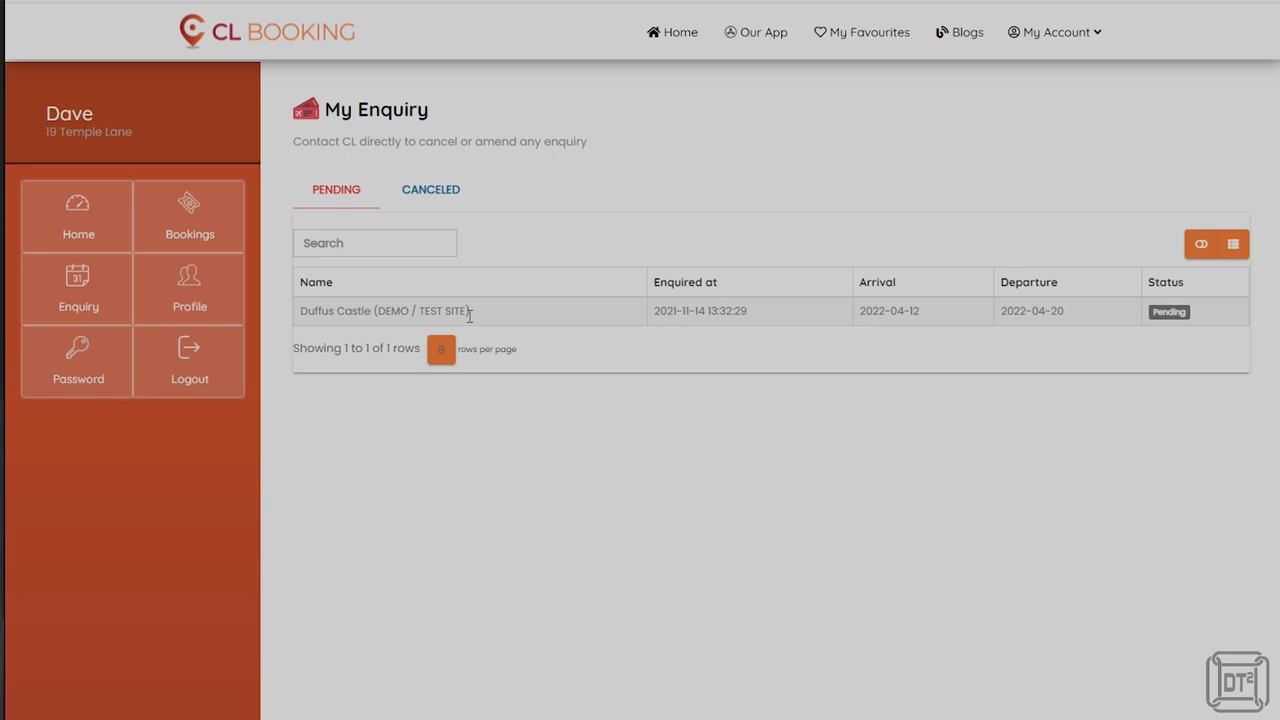 CL BOOKING
Home Our App My Favourites Blogs My Account
Dave
19 Temple Lane
Home Bookings
31
Enquiry Profile
Password Logout
My Enquiry
Contact CL directly to cancel or amend any enquiry
PENDING CANCELED
Search
Name Enquired at Arrival Departure Status
Duffus Castle (DEMO / TEST SITE) 2021-11-14 13:32:29 2022-04-12 2022-04-20 Pending
Showing 1 to 1 of 1 rows 8 rows per page
DT2